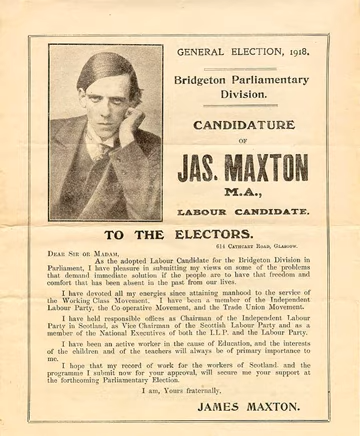 GENERAL ELECTION, 1918.
Bridgeton Parliamentary
Division.
CANDIDATURE
OF
JAS. MAXTON
M.A.,
LABOUR CANDIDATE.
TO THE ELECTORS.
614 CATHCART ROAD, GLASGOW.
DEAR SIR OR MADAM,
As the adopted Labour Candidate for the Bridgeton Division in
Parliament, I have pleasure in submitting my views on some of the problems
that demand immediate solution if the people are to have that freedom and
comfort that has been absent in the past from our lives.
I have devoted all my energies since attaining manhood to the service of
the Working Class Movement. I have been a member of the Independent
Labour Party, the Co operative Movement, and the Trade Union Movement.
I have held responsible offices as Chairman of the Independent Labour
Party in Scotland, as Vice Chairman of the Scottish Labour Party and as a
member of the National Executives of both the I.L.P. and the Labour Party.
I have been an active worker in the cause of Education, and the interests
of the children and of the teachers will always be of primary importance to
me.
I hope that my record of work for the workers of Scotland, and the
programme I submit now for your approval, will secure me your support at
the forthcoming Parliamentary Election.
I am, Yours fraternally,
JAMES MAXTON.